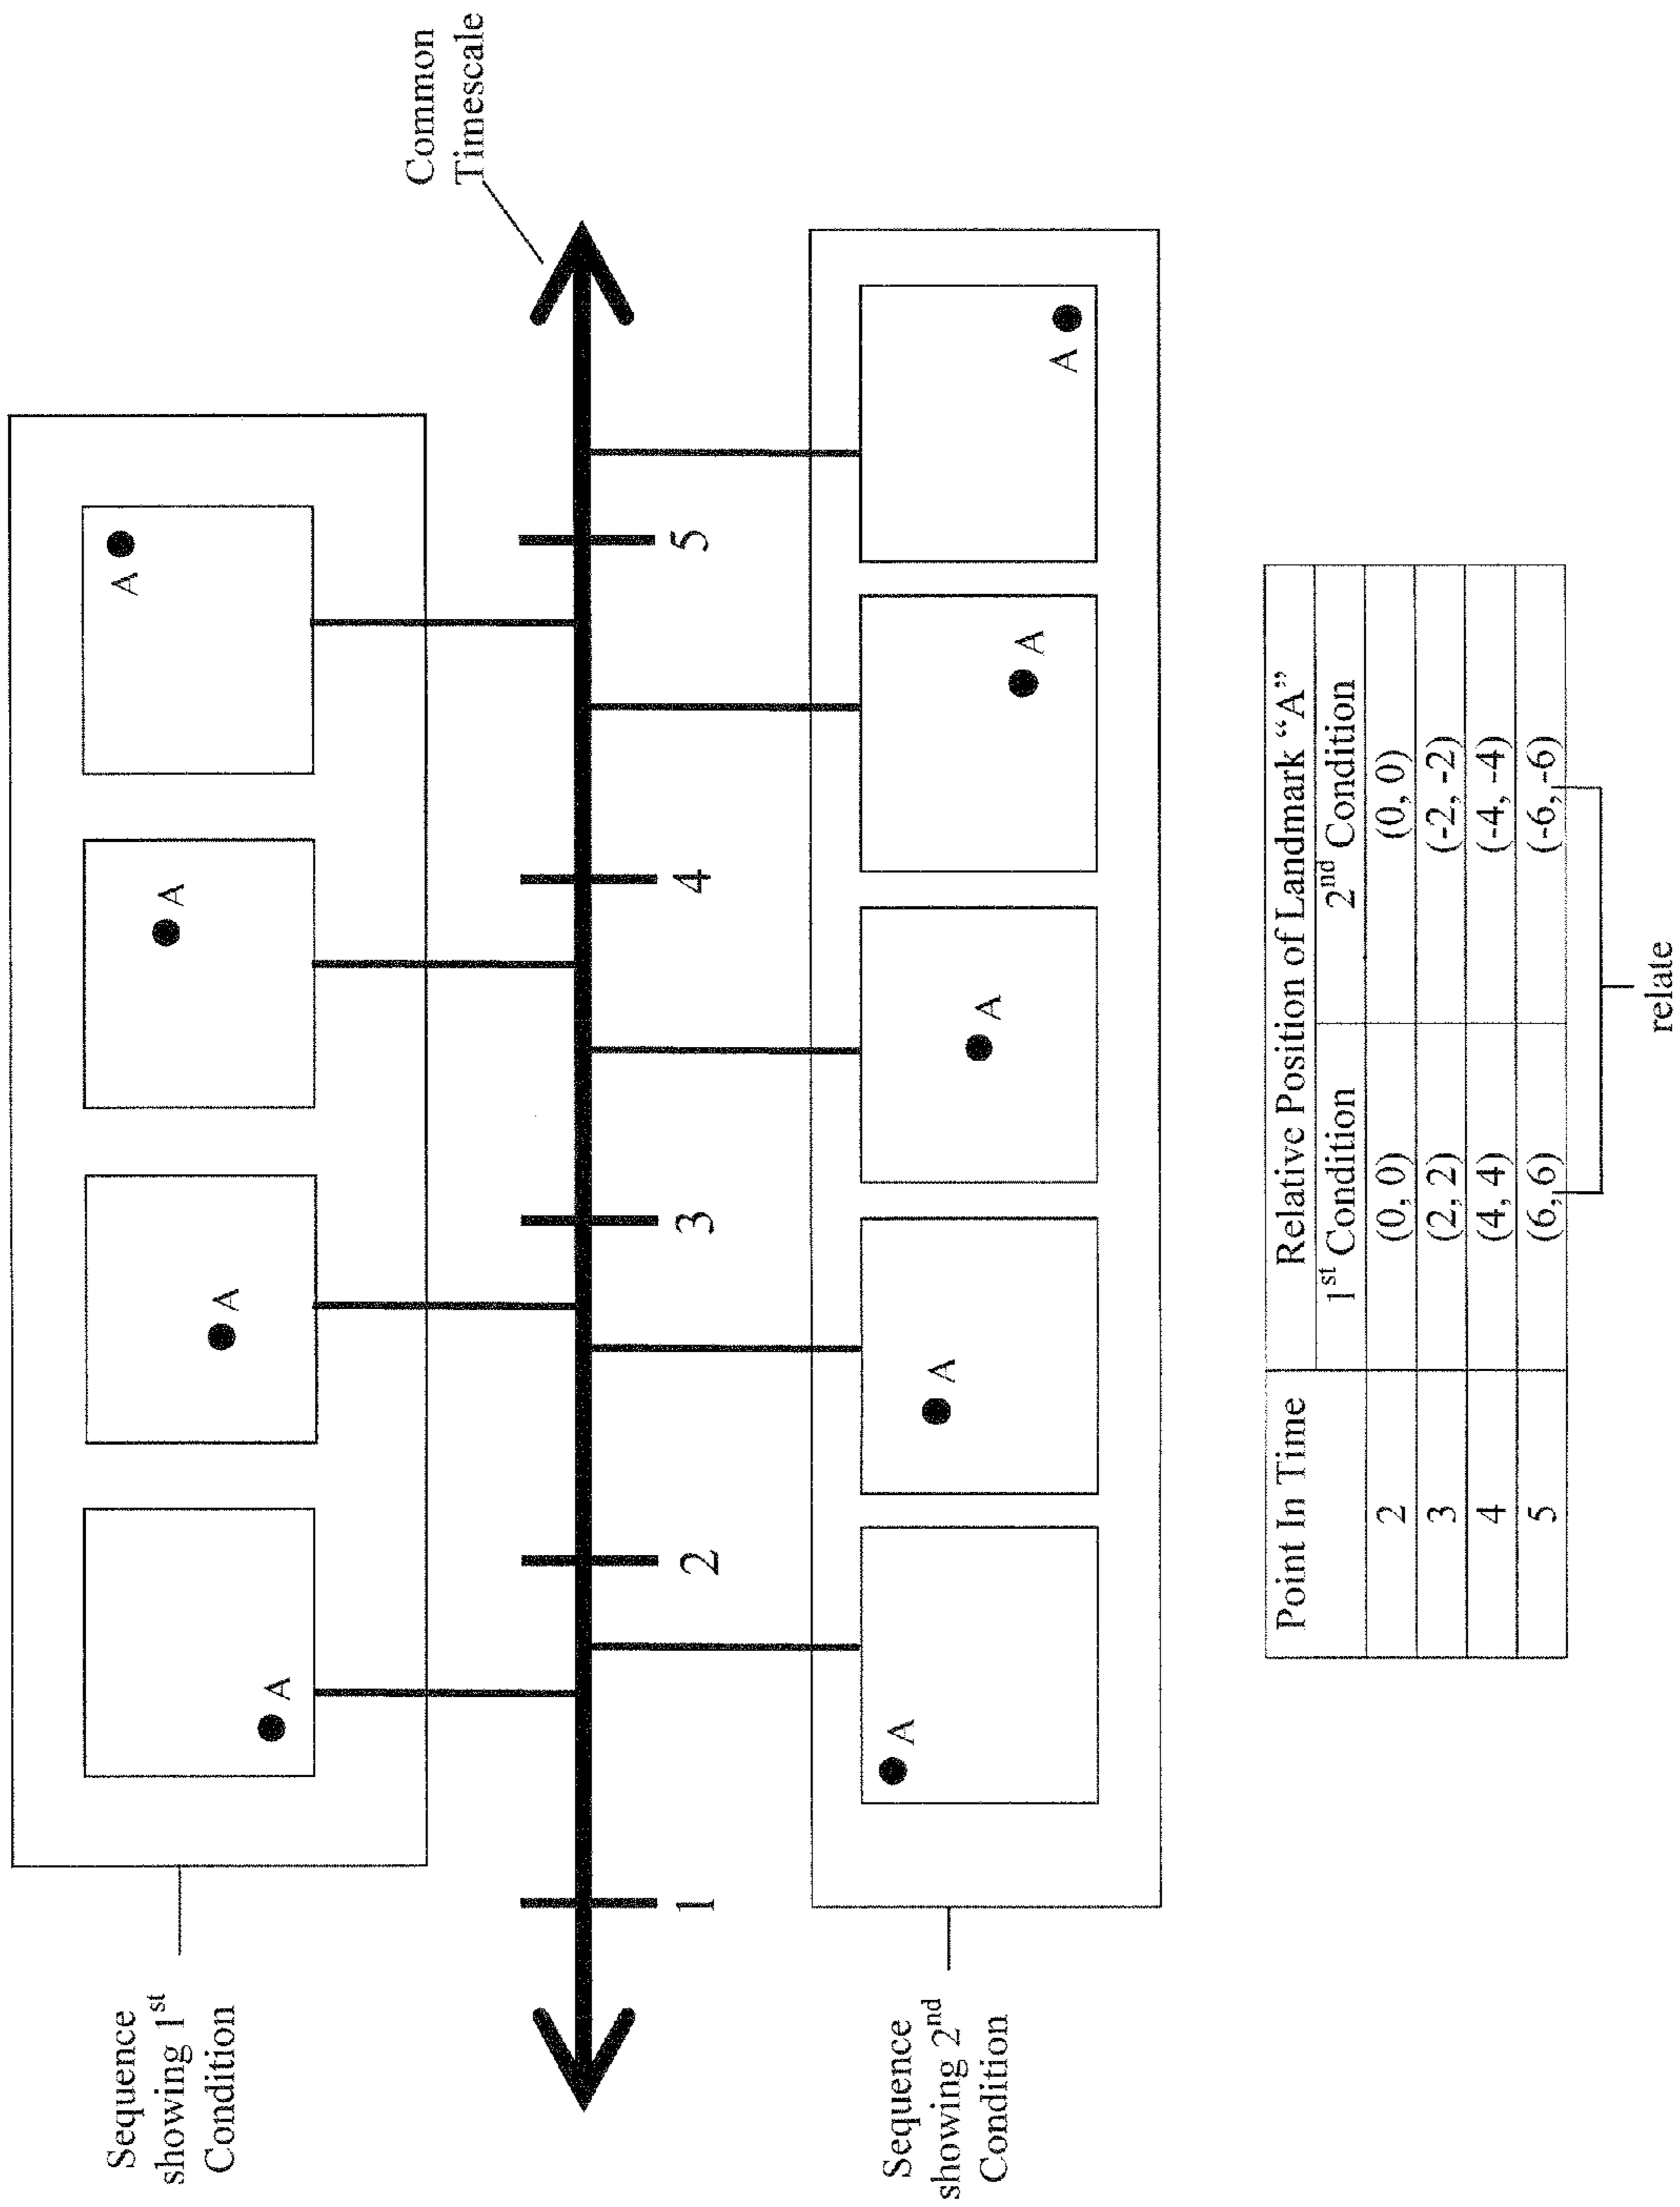 Sequence
showing 1st
Condition
A
A
A
A
Common
Timescale
1
2
3
4
5
Sequence
showing 2nd
Condition
A
A
A
A
A
Point In Time Relative Position of Landmark “A”
1st Condition 2nd Condition
2 (0, 0) (0, 0)
3 (2, 2) (-2, -2)
4 (4, 4) (-4, -4)
5 (6, 6) (-6, -6)
relate